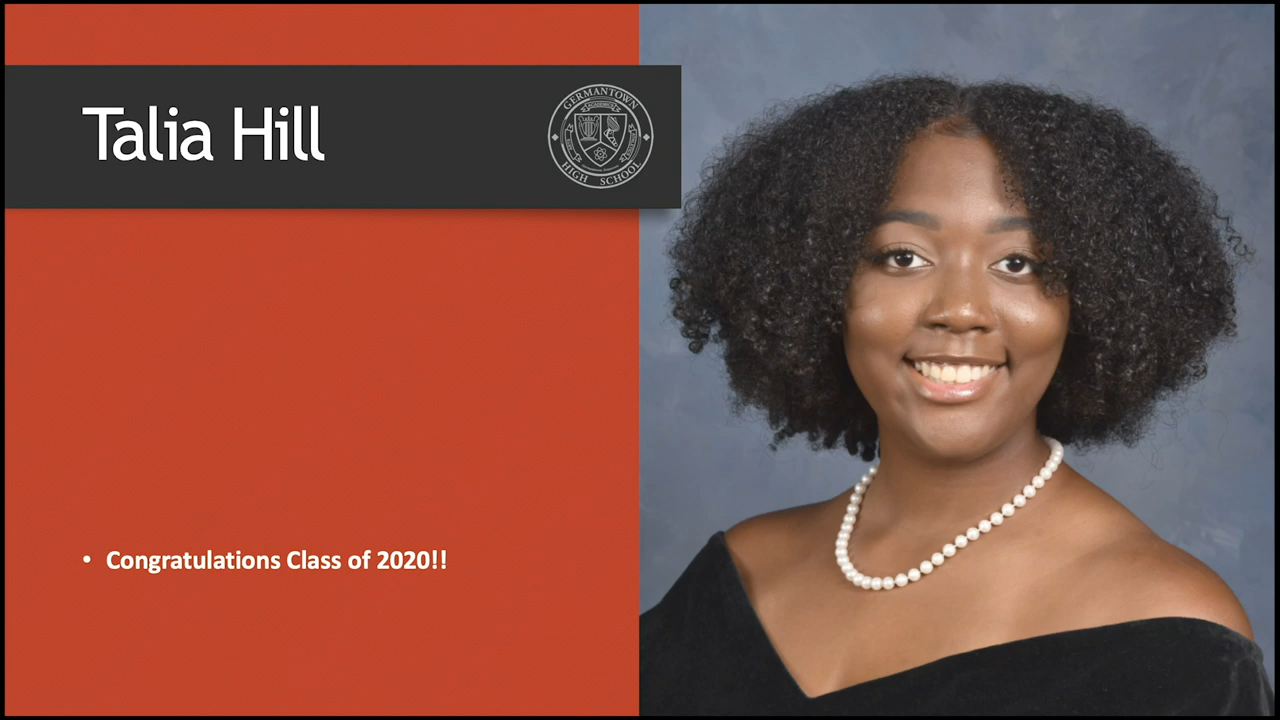 Talia Hill
GERMANTOWN
HIGH SCHOOL
• Congratulations Class of 2020!!